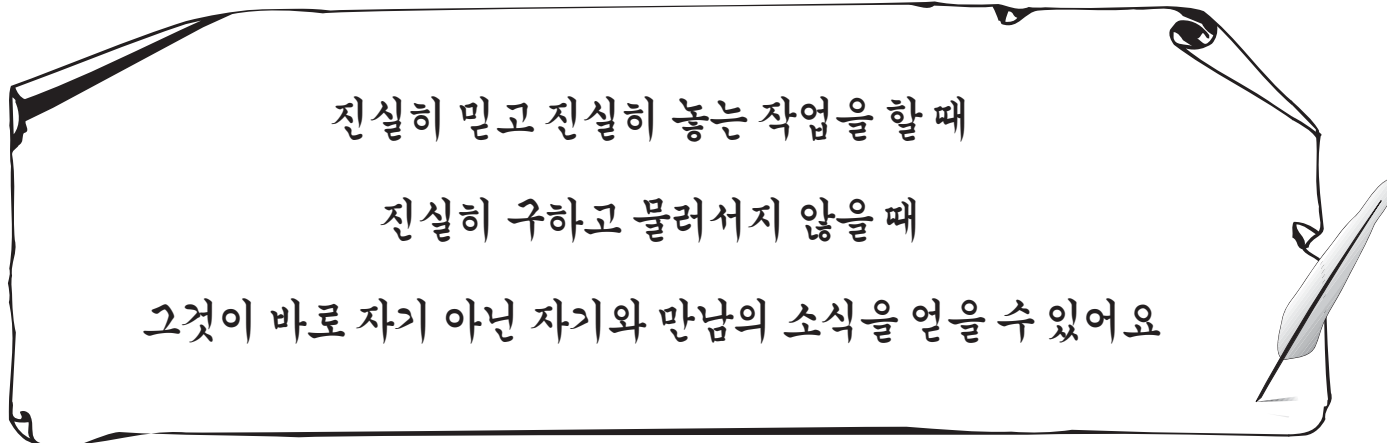 진실히 믿고 진실히 놓는 작업을 할 때
진실히 구하고 물러서지 않을 때
그것이 바로 자기 아닌 자기와 만남의 소식을 얻을 수 있어요